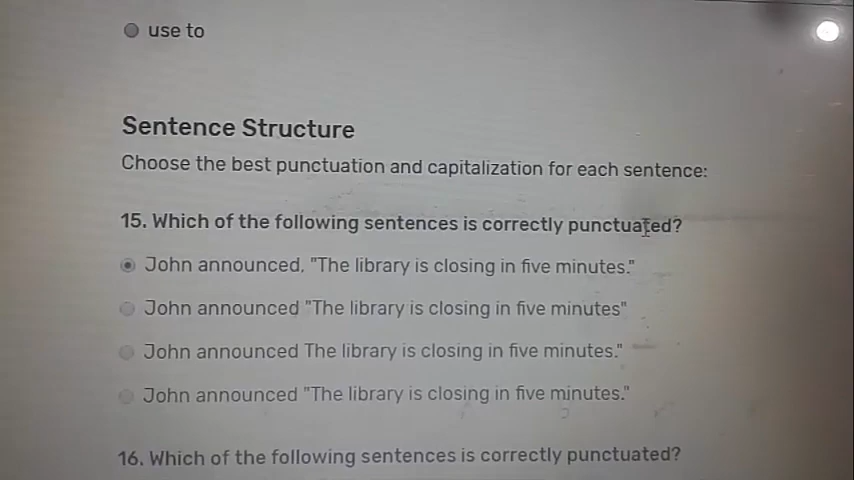 use to
Sentence Structure
Choose the best punctuation and capitalization for each sentence:
15. Which of the following sentences is correctly punctuated?
John announced, "The library is closing in five minutes."
John announced "The library is closing in five minutes"
John announced The library is closing in five minutes."
John announced "The library is closing in five minutes."
16. Which of the following sentences is correctly punctuated?